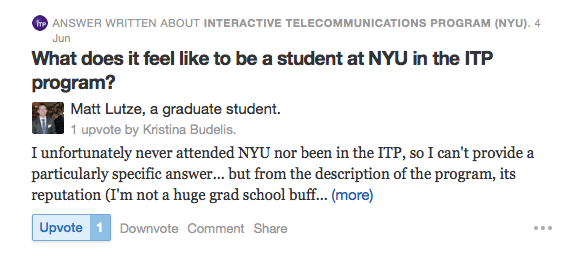 ITP ANSWER WRITTEN ABOUT INTERACTIVE TELECOMMUNICATIONS PROGRAM (NYU). 4
Jun
What does it feel like to be a student at NYU in the ITP
program?
Matt Lutze, a graduate student.
1 upvote by Kristina Budelis.
I unfortunately never attended NYU nor been in the ITP, so I can't provide a
particularly specific answer... but from the description of the program, its
reputation (I'm not a huge grad school buff... (more)
Upvote 1 Downvote Comment Share